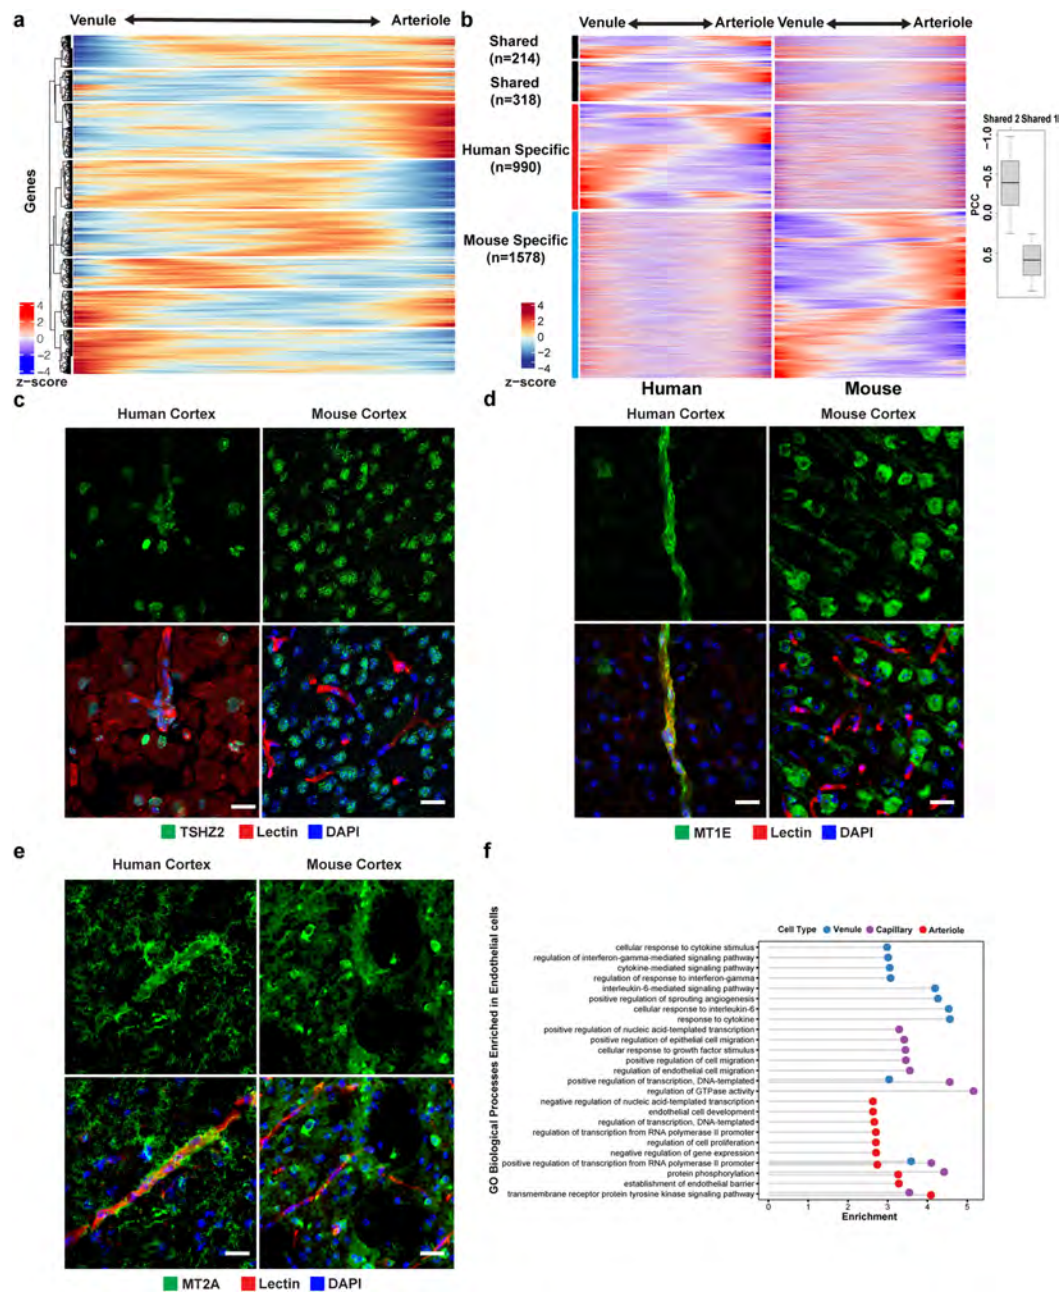 a
Venule
Arteriole
Genes
4
2
0
−2
−4
z−score
b
Venule
Arteriole
Venule
Arteriole
Shared
(n=214)
Shared
(n=318)
Human Specific
(n=990)
Mouse Specific
(n=1578)
4
2
0
−2
−4
z−score
Human
Mouse
Shared 2 Shared 1
PCC
−1.0
−0.5
0.0
0.5
c
Human Cortex
Mouse Cortex
TSHZ2 Lectin DAPI
d
Human Cortex
Mouse Cortex
MT1E Lectin DAPI
e
Human Cortex
Mouse Cortex
MT2A Lectin DAPI
f
Cell Type Venule Capillary Arteriole
GO Biological Processes Enriched in Endothelial cells
cellular response to cytokine stimulus
regulation of interferon-gamma-mediated signaling pathway
cytokine-mediated signaling pathway
regulation of response to interferon-gamma
interleukin-6-mediated signaling pathway
positive regulation of sprouting angiogenesis
cellular response to interleukin-6
response to cytokine
positive regulation of nucleic acid-templated transcription
positive regulation of epithelial cell migration
cellular response to growth factor stimulus
positive regulation of cell migration
regulation of endothelial cell migration
positive regulation of transcription, DNA-templated
regulation of GTPase activity
negative regulation of nucleic acid-templated transcription
endothelial cell development
regulation of transcription, DNA-templated
regulation of transcription from RNA polymerase II promoter
regulation of cell proliferation
negative regulation of gene expression
positive regulation of transcription from RNA polymerase II promoter
protein phosphorylation
establishment of endothelial barrier
transmembrane receptor protein tyrosine kinase signaling pathway
0 1 2 3 4 5
Enrichment